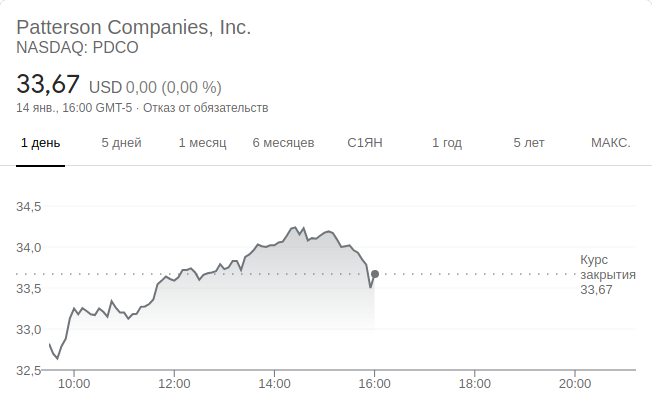 Patterson Companies, Inc.
NASDAQ: PDCO
33,67 USD 0,00 (0,00 %)
14 янв., 16:00 GMT-5 · Отказ от обязательств
1 день 5 дней 1 месяц 6 месяцев С1ЯН 1 год 5 лет МАКС.
34,5
34,0
Курс
закрытия
33,67
33,5
33,0
32,5
10:00 12:00 14:00 16:00 18:00 20:00